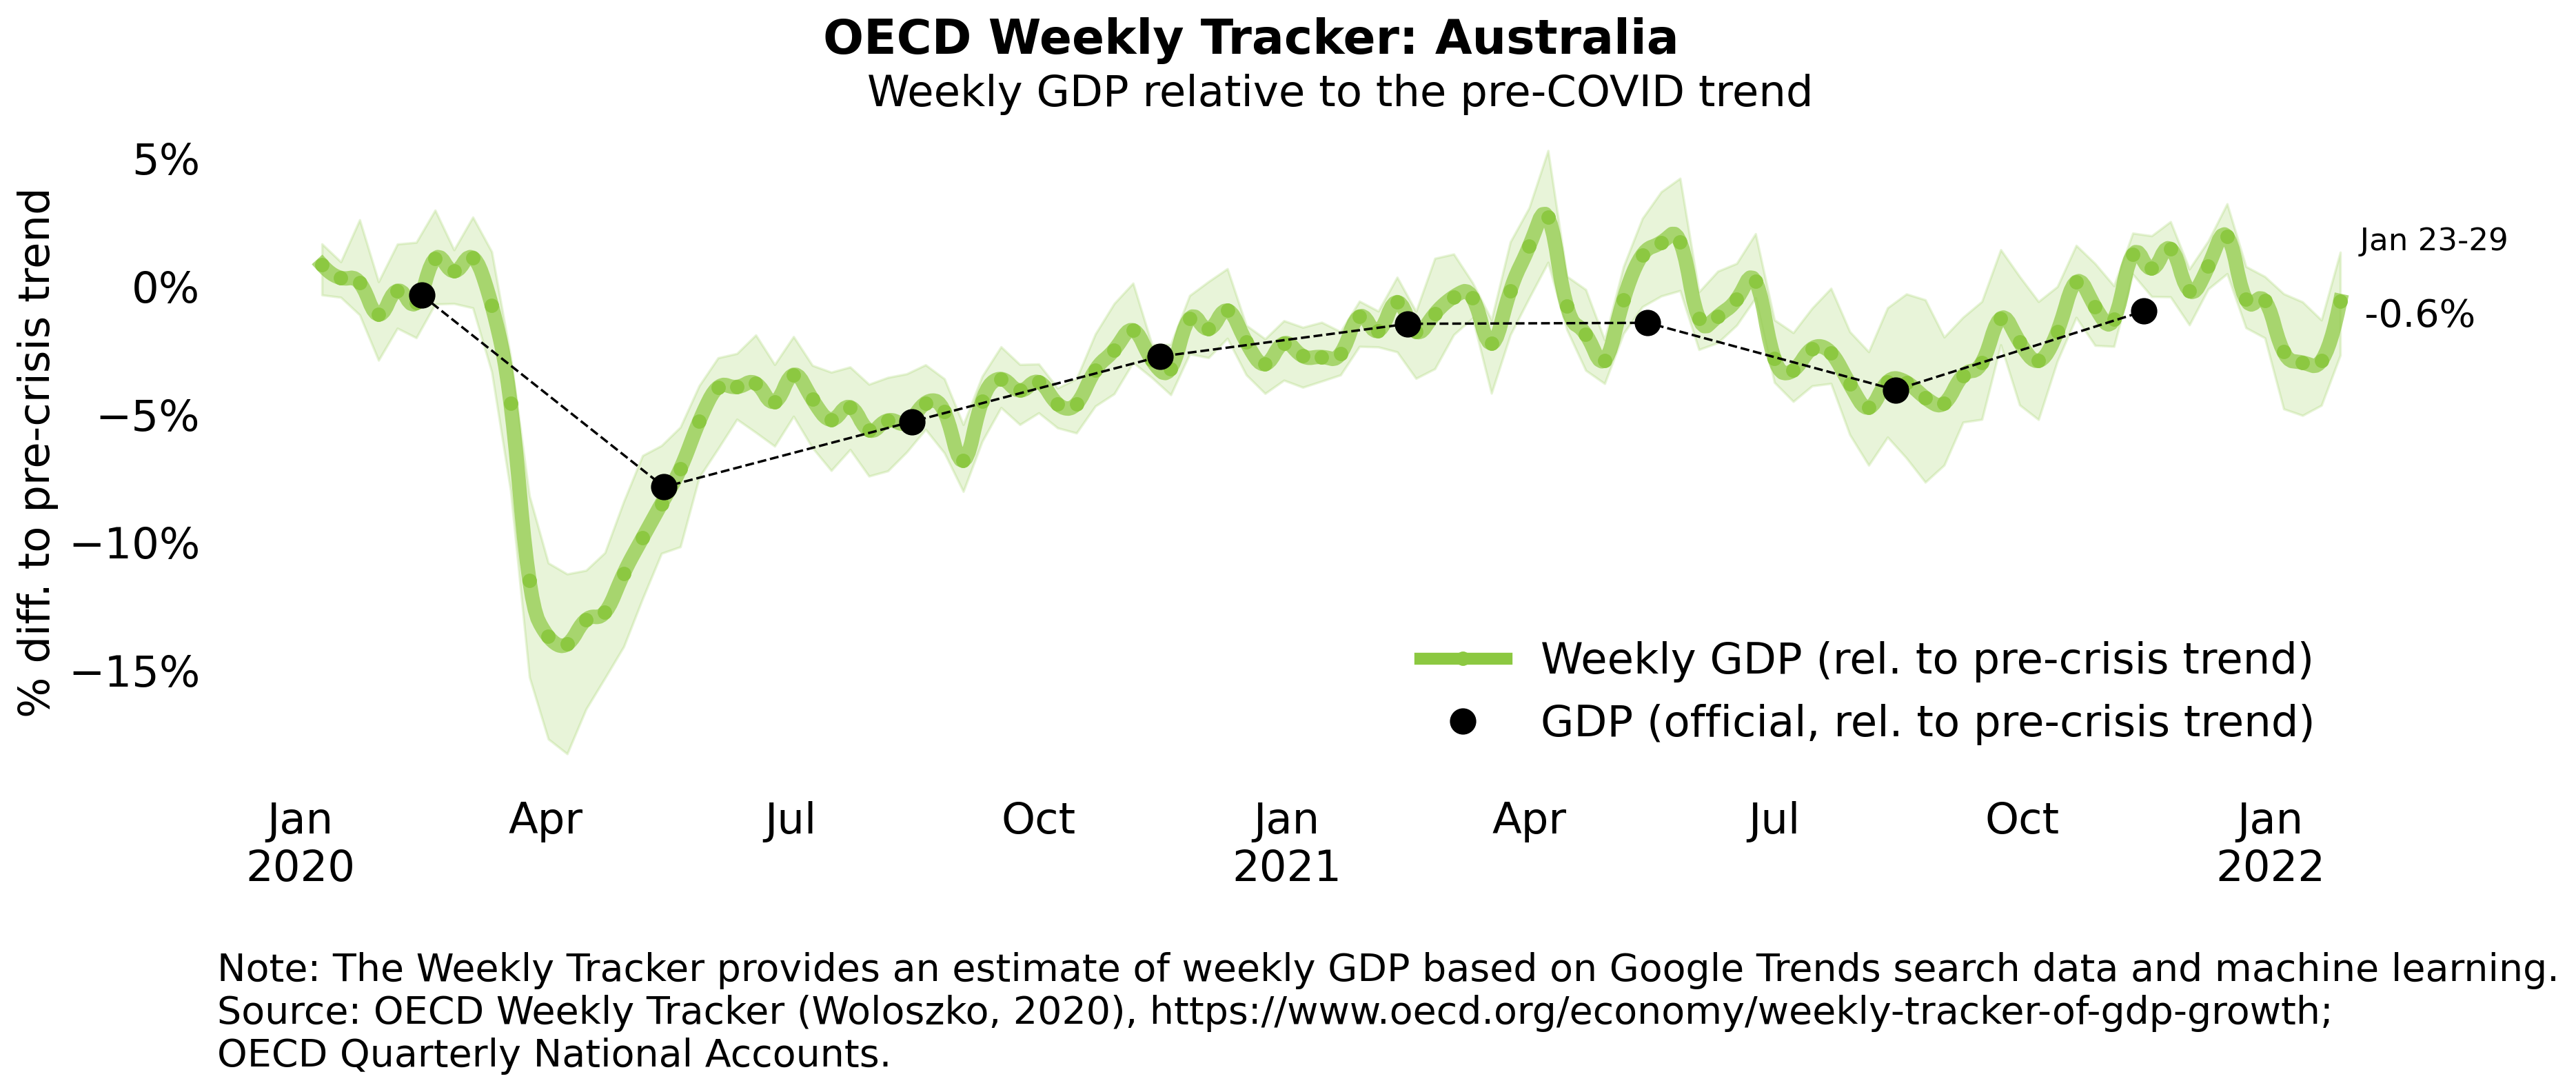 OECD Weekly Tracker: Australia
Weekly GDP relative to the pre-COVID trend
% diff. to pre-crisis trend
5%
0%
−5%
−10%
−15%
Jan 23-29
-0.6%
Weekly GDP (rel. to pre-crisis trend)
GDP (official, rel. to pre-crisis trend)
Jan Apr Jul Oct Jan Apr Jul Oct Jan
2020 2021 2022
Note: The Weekly Tracker provides an estimate of weekly GDP based on Google Trends search data and machine learning.
Source: OECD Weekly Tracker (Woloszko, 2020), https://www.oecd.org/economy/weekly-tracker-of-gdp-growth;
OECD Quarterly National Accounts.